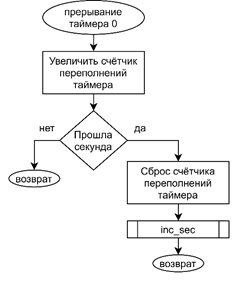 прерывание
таймера 0
Увеличить счётчик
переполнений
таймера
нет
да
Прошла
секунда
возврат
Сброс счётчика
переполнений
таймера
inc_sec
возврат